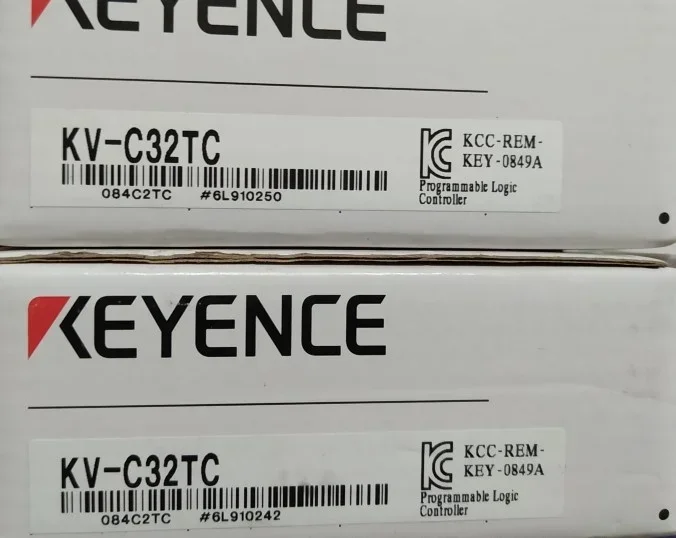 KEYENCE
KV-C32TC
084C2TC #6L910250
KCC-REM-
KEY-0849A
Programmable Logic
Controller
KEYENCE
KV-C32TC
084C2TC #6L910242
KCC-REM-
KEY-0849A
Programmable Logic
Controller